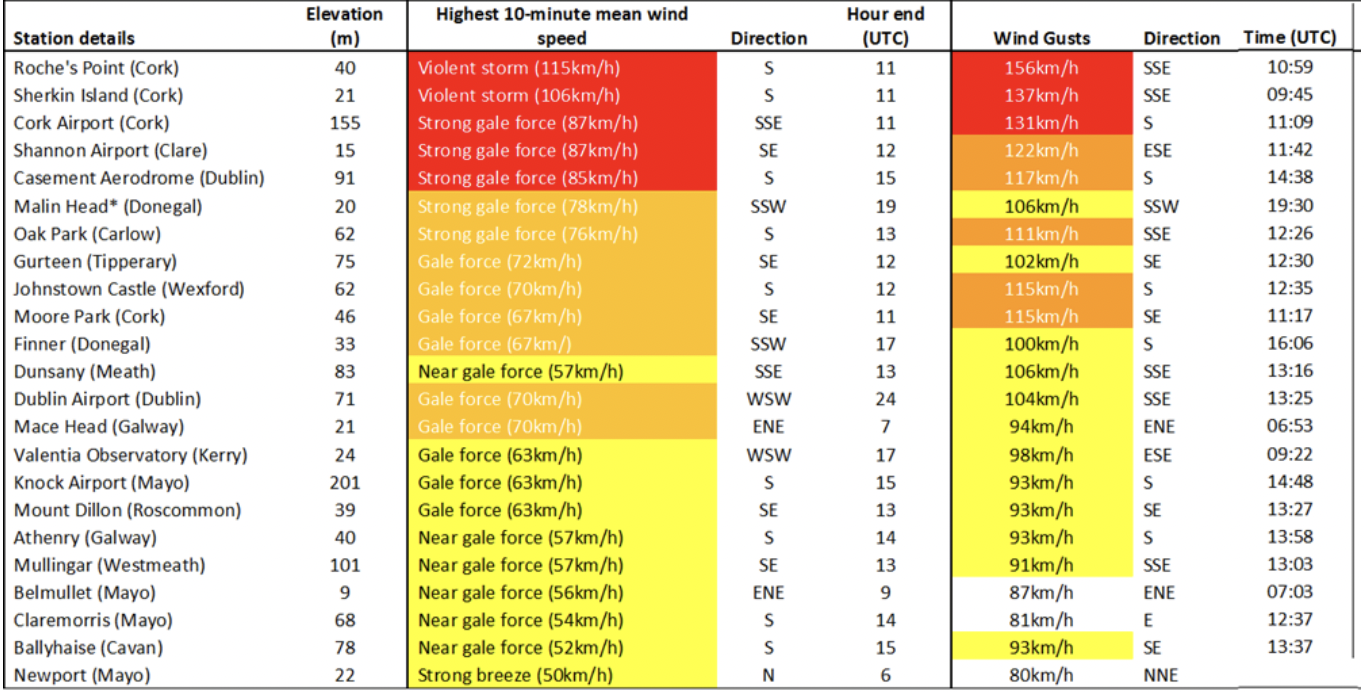 Station details Elevation (m) Highest 10-minute mean wind speed Direction Hour end (UTC) Wind Gusts Direction Time (UTC)
Roche's Point (Cork) 40 Violent storm (115km/h) S 11 156km/h SSE 10:59
Sherkin Island (Cork) 21 Violent storm (106km/h) S 11 137km/h SSE 09:45
Cork Airport (Cork) 155 Strong gale force (87km/h) SSE 11 131km/h S 11:09
Shannon Airport (Clare) 15 Strong gale force (87km/h) SE 12 122km/h ESE 11:42
Casement Aerodrome (Dublin) 91 Strong gale force (85km/h) S 15 117km/h S 14:38
Malin Head* (Donegal) 20 Strong gale force (78km/h) SSW 19 106km/h SSW 19:30
Oak Park (Carlow) 62 Strong gale force (76km/h) S 13 111km/h SSE 12:26
Gurteen (Tipperary) 75 Gale force (72km/h) SE 12 102km/h SE 12:30
Johnstown Castle (Wexford) 62 Gale force (70km/h) S 12 115km/h S 12:35
Moore Park (Cork) 46 Gale force (67km/h) SE 11 115km/h SE 11:17
Finner (Donegal) 33 Gale force (67km/) SSW 17 100km/h S 16:06
Dunsany (Meath) 83 Near gale force (57km/h) SSE 13 106km/h SSE 13:16
Dublin Airport (Dublin) 71 Gale force (70km/h) WSW 24 104km/h SSE 13:25
Mace Head (Galway) 21 Gale force (70km/h) ENE 7 94km/h ENE 06:53
Valentia Observatory (Kerry) 24 Gale force (63km/h) WSW 17 98km/h ESE 09:22
Knock Airport (Mayo) 201 Gale force (63km/h) S 15 93km/h S 14:48
Mount Dillon (Roscommon) 39 Gale force (63km/h) SE 13 93km/h SE 13:27
Athenry (Galway) 40 Near gale force (57km/h) S 14 93km/h S 13:58
Mullingar (Westmeath) 101 Near gale force (57km/h) SE 13 91km/h SSE 13:03
Belmullet (Mayo) 9 Near gale force (56km/h) ENE 9 87km/h ENE 07:03
Claremorris (Mayo) 68 Near gale force (54km/h) S 14 81km/h E 12:37
Ballyhaise (Cavan) 78 Near gale force (52km/h) S 15 93km/h SE 13:37
Newport (Mayo) 22 Strong breeze (50km/h) N 6 80km/h NNE